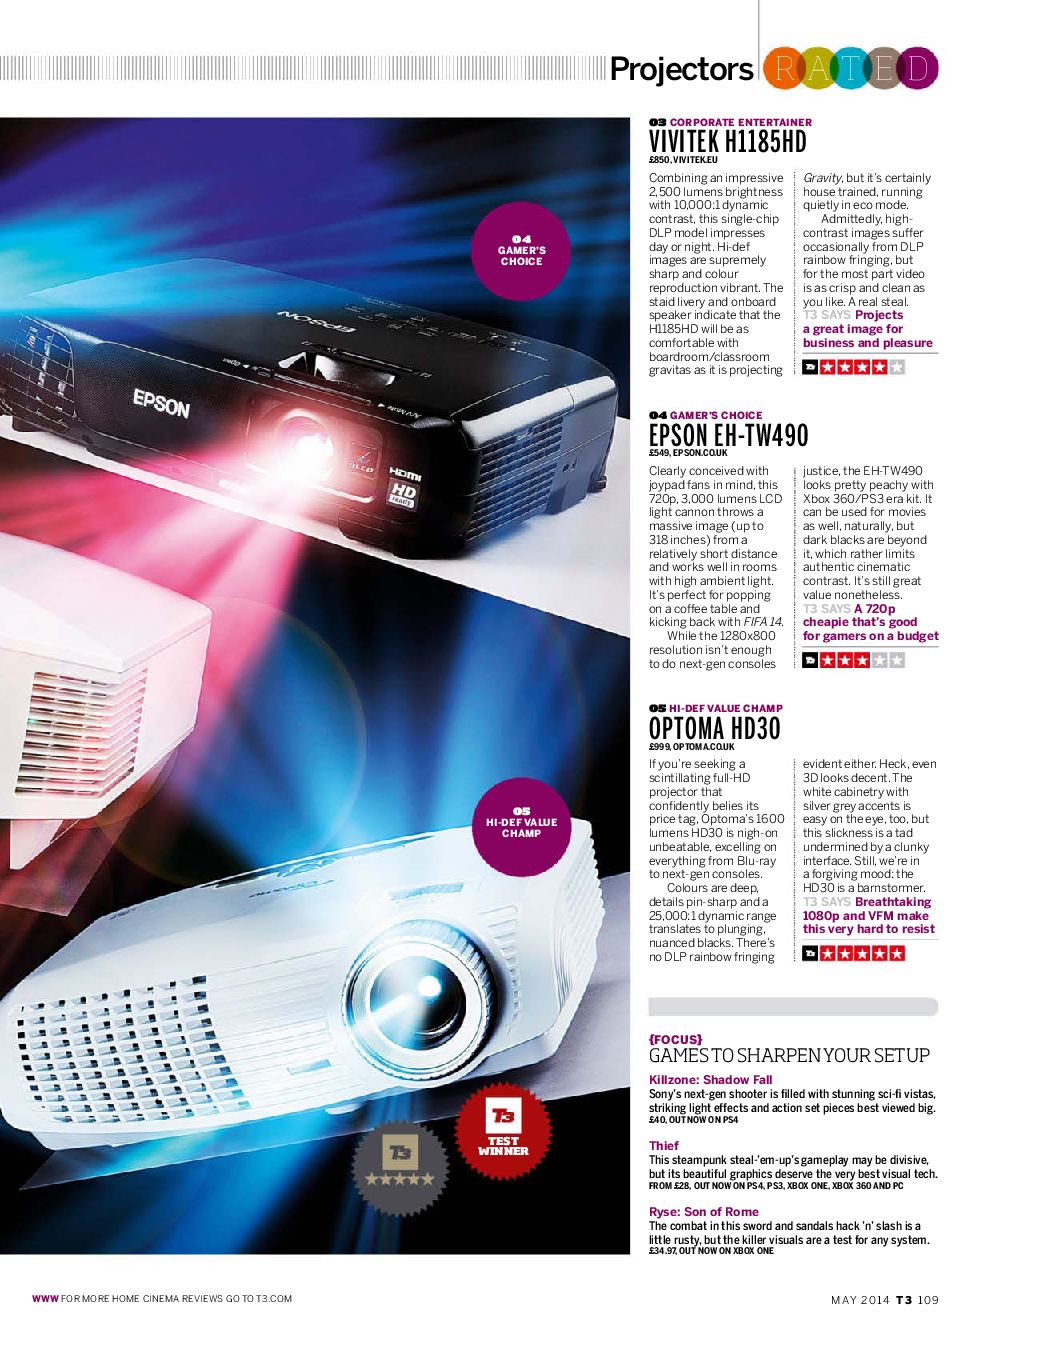 Projectors RATED
03 CORPORATE ENTERTAINER
VIVITEK H1185HD
£850, VIVITEK.EU
Combining an impressive
2,500 lumens brightness
with 10,000:1 dynamic
contrast, this single-chip
DLP model impresses
day or night. Hi-def
images are supremely
sharp and colour
reproduction vibrant. The
staid livery and onboard
speaker indicate that the
H1185HD will be as
comfortable with
boardroom/classroom
gravitas as it is projecting
Gravity, but it's certainly
house trained, running
quietly in eco mode.
Admittedly, high-
contrast images suffer
occasionally from DLP
rainbow fringing, but
for the most part video
is as crisp and clean as
you like. A real steal.
T3 SAYS Projects
a great image for
business and pleasure
T3
04
GAMER'S
CHOICE
EPSON
EPSON
HDMI
HD
ready
3LCD
04 GAMER'S CHOICE
EPSON EH-TW490
£549, EPSON.CO.UK
Clearly conceived with
joypad fans in mind, this
720p, 3,000 lumens LCD
light cannon throws a
massive image (up to
318 inches) from a
relatively short distance
and works well in rooms
with high ambient light.
It's perfect for popping
on a coffee table and
kicking back with FIFA 14.
While the 1280x800
resolution isn't enough
to do next-gen consoles
justice, the EH-TW490
looks pretty peachy with
Xbox 360/PS3 era kit. It
can be used for movies
as well, naturally, but
dark blacks are beyond
it, which rather limits
authentic cinematic
contrast. It's still great
value nonetheless.
T3 SAYS A 720p
cheapie that's good
for gamers on a budget
T3
05
HI-DEF VALUE
CHAMP
05 HI-DEF VALUE CHAMP
OPTOMA HD30
£999, OPTOMA.CO.UK
If you're seeking a
scintillating full-HD
projector that
confidently belies its
price tag, Optoma's 1600
lumens HD30 is nigh-on
unbeatable, excelling on
everything from Blu-ray
to next-gen consoles.
Colours are deep,
details pin-sharp and a
25,000:1 dynamic range
translates to plunging,
nuanced blacks. There's
no DLP rainbow fringing
evident either. Heck, even
3D looks decent. The
white cabinetry with
silver grey accents is
easy on the eye, too, but
this slickness is a tad
undermined by a clunky
interface. Still, we're in
a forgiving mood: the
HD30 is a barnstormer.
T3 SAYS Breathtaking
1080p and VFM make
this very hard to resist
T3
T3
T3
TEST
WINNER
{FOCUS}
GAMES TO SHARPEN YOUR SETUP
Killzone: Shadow Fall
Sony's next-gen shooter is filled with stunning sci-fi vistas,
striking light effects and action set pieces best viewed big.
£40, OUT NOW ON PS4
Thief
This steampunk steal-'em-up's gameplay may be divisive,
but its beautiful graphics deserve the very best visual tech.
FROM £28, OUT NOW ON PS4, PS3, XBOX ONE, XBOX 360 AND PC
Ryse: Son of Rome
The combat in this sword and sandals hack 'n' slash is a
little rusty, but the killer visuals are a test for any system.
£34.97, OUT NOW ON XBOX ONE
WWW FOR MORE HOME CINEMA REVIEWS GO TO T3.COM
MAY 2014 T3 109